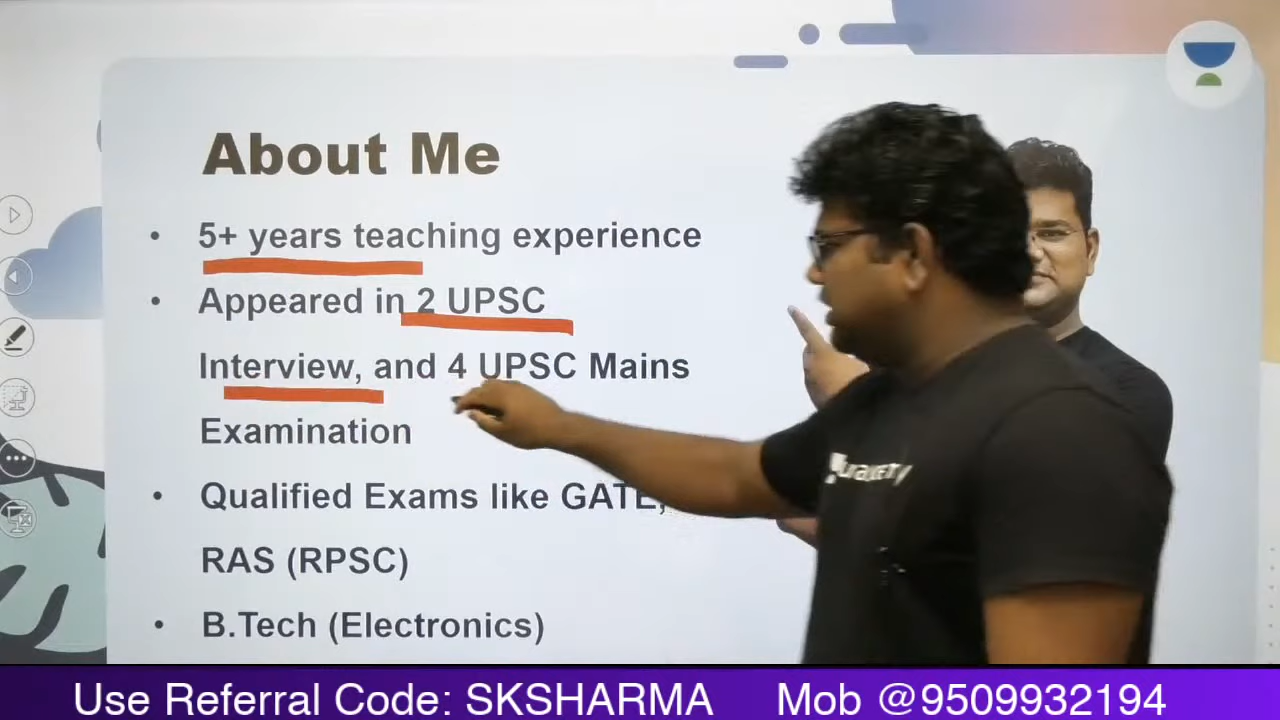 About Me
• 5+ years teaching experience
• Appeared in 2 UPSC
Interview, and 4 UPSC Mains
Examination
• Qualified Exams like GATE,
RAS (RPSC)
• B.Tech (Electronics)
Use Referral Code: SKSHARMA Mob @9509932194